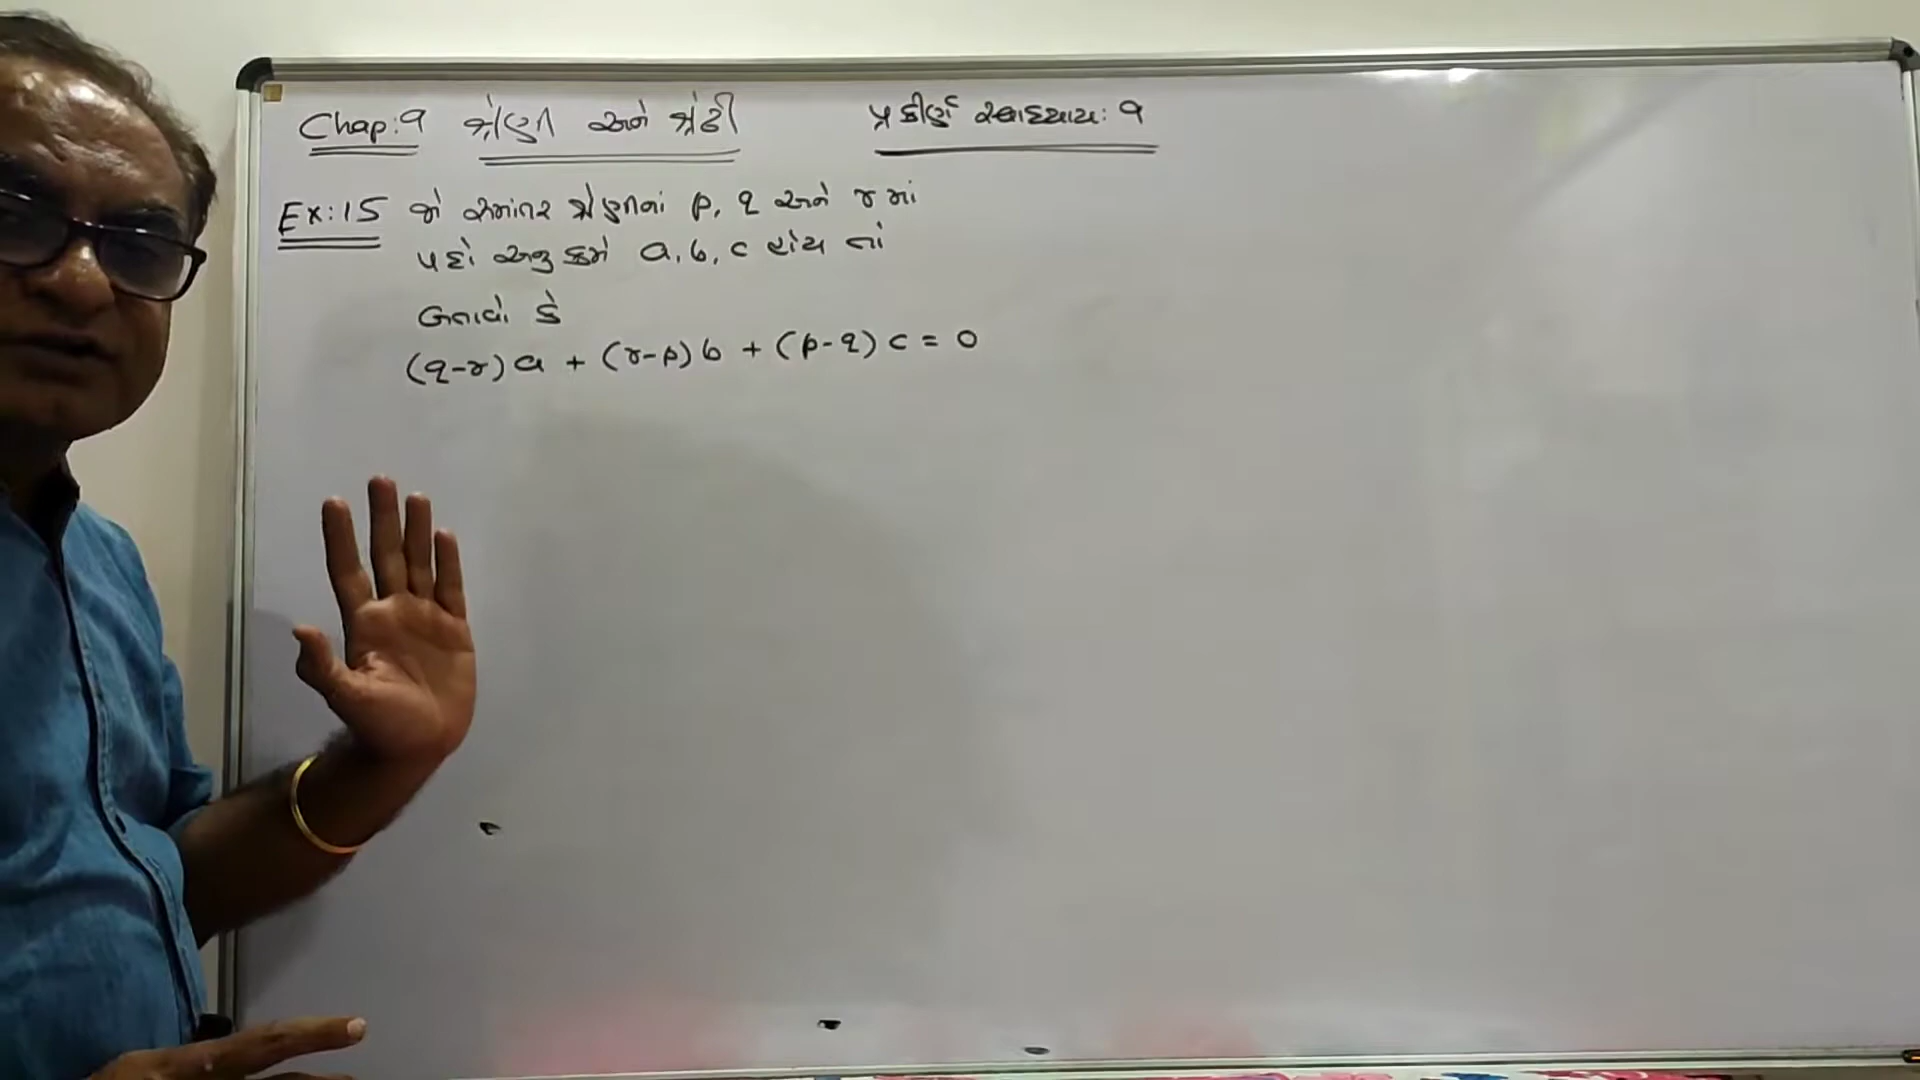 Chap:9 શ્રેણી અને શ્રેઢી
પ્રકીર્ણ સ્વાધ્યાય: 9
Ex:15 જો સમાંતર શ્રેણીનાં p, q અને r માં
પદો અનુક્રમે a, b, c હોય તો
બતાવો કે
(q-r)a + (r-p)b + (p-q)c = 0